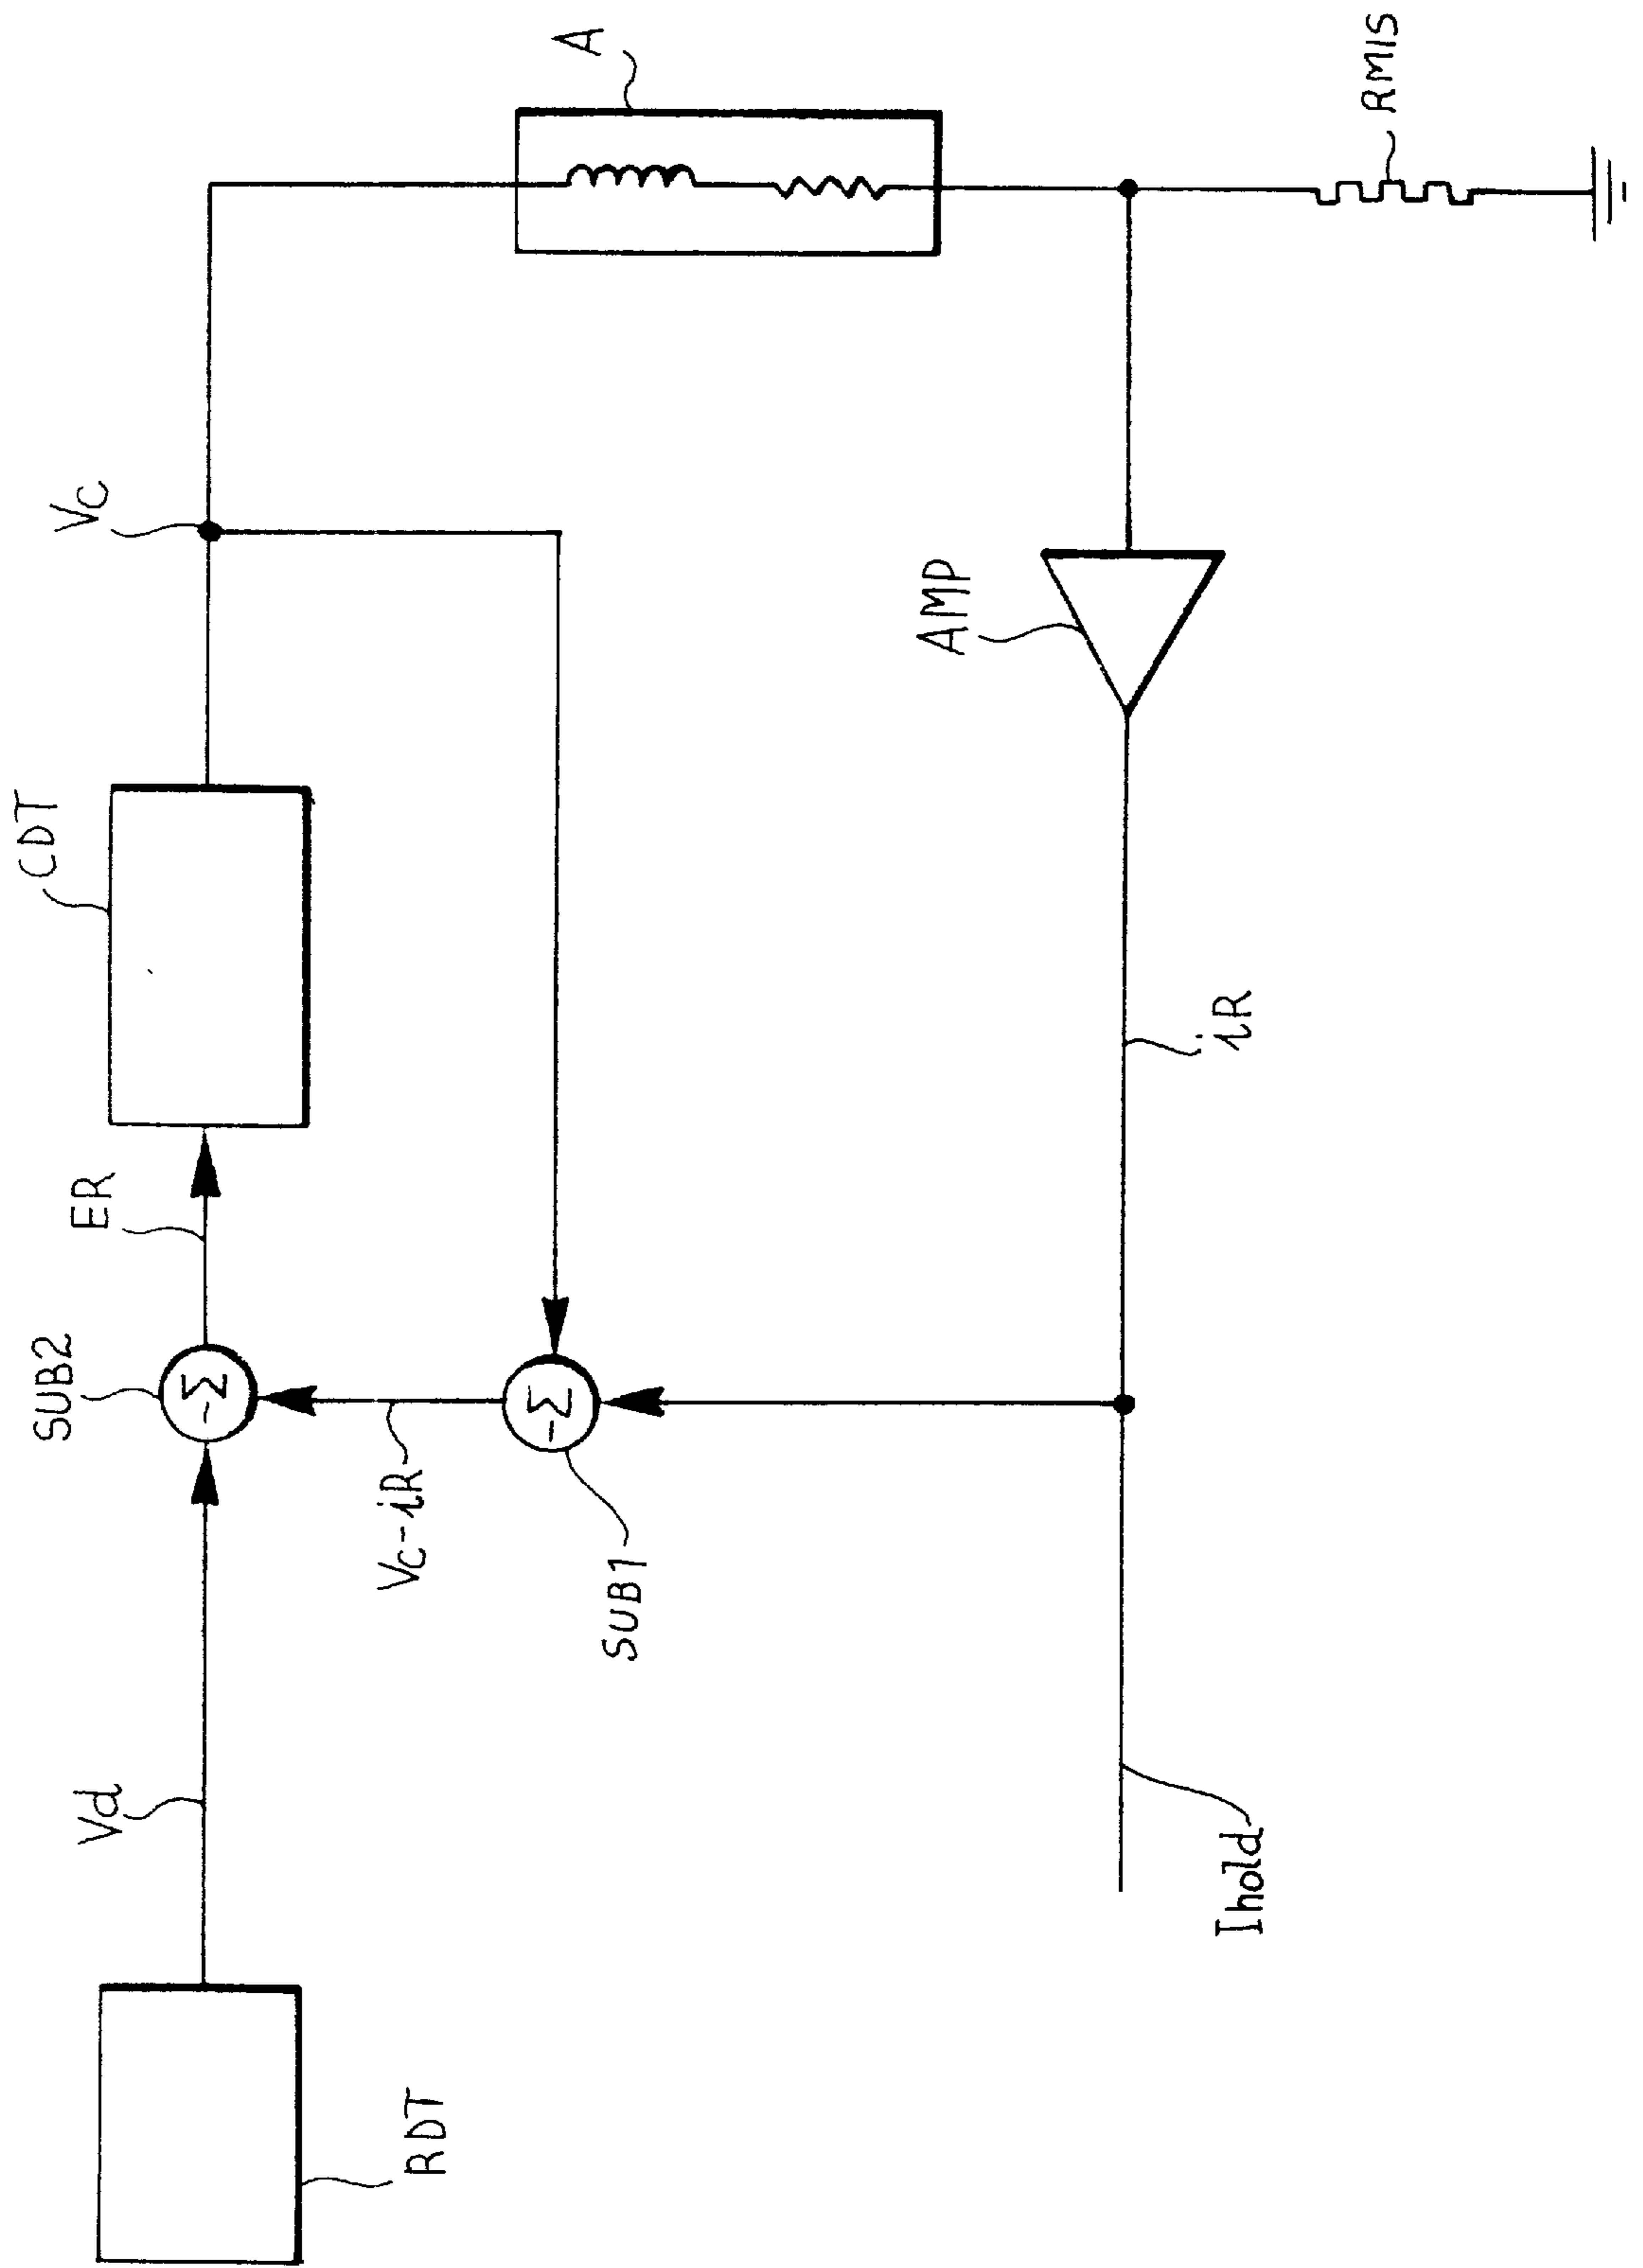 A
RMIS
Vc
AMP
CDT
iR
ER
SUB2
Σ
-
Σ
-
Vc-iR
SUB1
Vd
Ihold
RDT